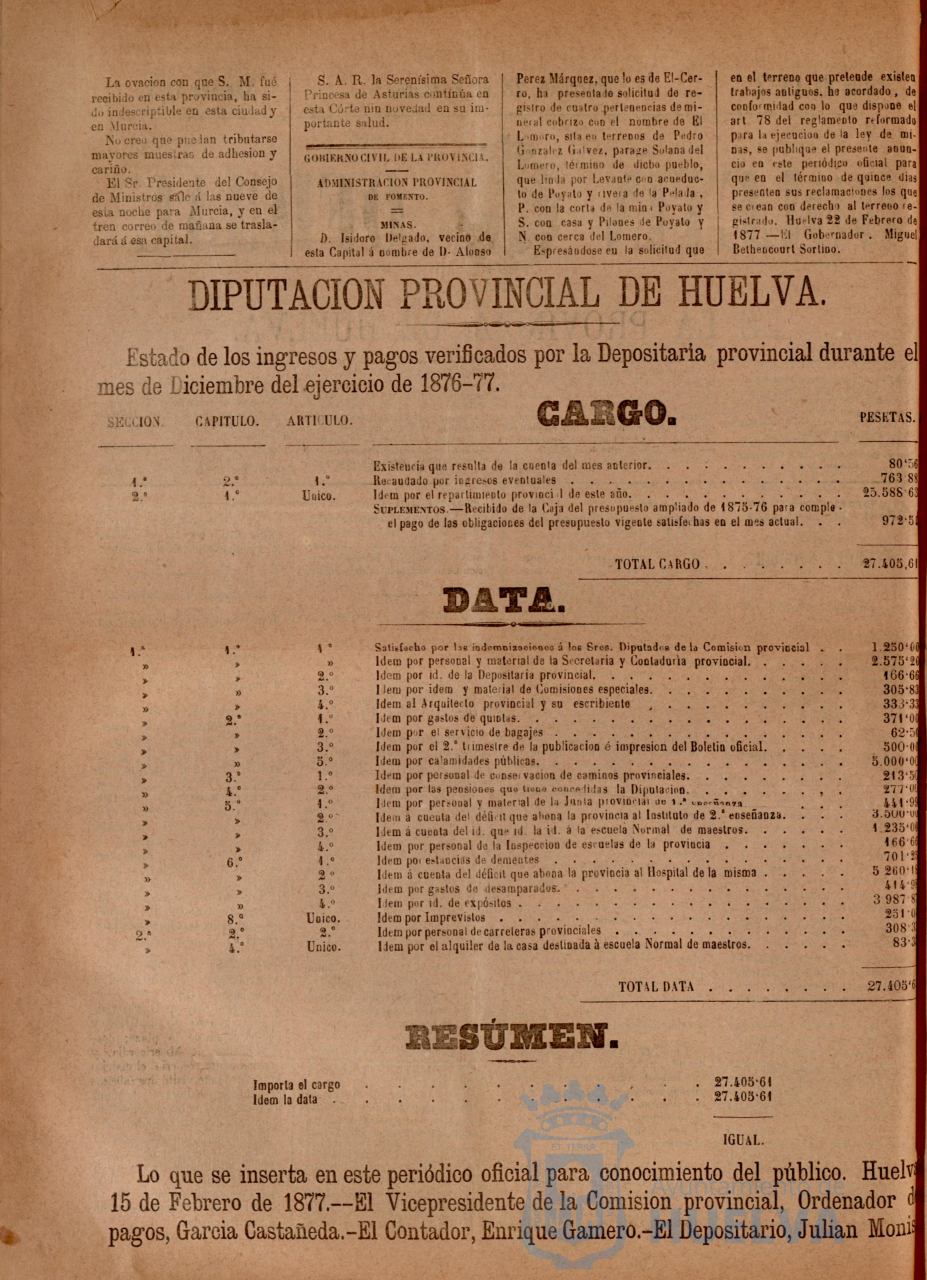 La ovacion con que S. M. fué
recibido en esta provincia, ha si-
do indescriptible en esta ciudad y
en Murcia.
No creo que puedan tributarse
mayores muestras de adhesion y
cariño.
El Sr. Presidente del Consejo
de Ministros sale á las nueve de
esta noche para Murcia, y en el
tren correo de mañana se trasla-
dará á esa capital.
S. A. R. la Serenísima Señora
Princesa de Asturias continúa en
esta Córte nin novedad en su im-
portante salud.
GOBIERNO CIVIL DE LA PROVINCIA.
ADMINISTRACION PROVINCIAL
DE FOMENTO.
MINAS.
D. Isidoro Delgado, vecino de
esta Capital á nombre de D. Alonso
Perez Márquez, que lo es de El-Cer-
ro, ha presentado solicitud de re-
gistro de cuatro pertenencias de mi-
neral cobrizo con el nombre de El
Lomero, sita en terrenos de Pedro
Gonzalez Galvez, parage Solana del
Lomero, término de dicho pueblo,
que linda por Levante con acueduc-
to de Poyato y rivera de la Pelada,
P. con la corta de la mina Poyato y
S. con casa y Pilones de Poyato y
N. con cerca del Lomero.
Espresándose en la solicitud que
en el terreno que pretende existen
trabajos antiguos, he acordado, de
conformidad con lo que dispone el
art. 78 del reglamento reformado
para la ejecucion de la ley de mi-
nas, se publique el presente anun-
cio en este periódico oficial para
que en el término de quince dias
presenten sus reclamaciones los que
se crean con derecho al terreno re-
gistrado. Huelva 22 de Febrero de
1877 —El Gobernador. Miguel
Bethencourt Sortino.
DIPUTACION PROVINCIAL DE HUELVA.
Estado de los ingresos y pagos verificados por la Depositaria provincial durante el
mes de Diciembre del ejercicio de 1876-77.
CARGO.
SECCION. CAPITULO. ARTICULO. PESETAS.
Existencia que resulta de la cuenta del mes anterior. 80'56
1.ª 2.º 1.º Recaudado por ingresos eventuales 763 88
2.ª 1.º Unico. Idem por el repartimiento provincial de este año. 25.588 63
SUPLEMENTOS.—Recibido de la Caja del presupuesto ampliado de 1875-76 para comple-
el pago de las obligaciones del presupuesto vigente satisfechas en el mes actual. 972'5
TOTAL CARGO 27.405,61
DATA.
1.ª 1.º 1º Satisfecho por las indemnizaciones á los Sres. Diputados de la Comision provincial 1.250'00
» » » Idem por personal y material de la Secretaria y Contaduria provincial. 2.575'20
» » 2.º Idem por id. de la Depositaria provincial. 166'66
» » 3.º Idem por idem y material de Comisiones especiales. 305'83
» » 4.º Idem al Arquitecto provincial y su escribiente 333'33
» 2.º 1.º Idem por gastos de quintas. 371'00
» » 2.º Idem por el servicio de bagajes 62'50
» » 3.º Idem por el 2.º trimestre de la publicacion é impresion del Boletin oficial. 500'00
» » 5.º Idem por calamidades públicas. 5.000'00
» 3.º 1.º Idem por personal de conservacion de caminos provinciales. 213'50
» 4.º 2.º Idem por las pensiones que tiene concedidas la Diputacion. 277'00
» 5.º 1.º Idem por personal y material de la Junta provincial de 1.ª enseñanza 441'99
» » 2.º Idem á cuenta del déficit que abona la provincia al Instituto de 2.ª enseñanza. 3.500'00
» » 3.º Idem á cuenta del id. que id. la id. á la escuela Normal de maestros. 1.235'00
» » 4.º Idem por personal de la Inspeccion de escuelas de la provincia 166'66
» 6.º 1.º Idem por estancias de dementes 701'2
» » 2º Idem á cuenta del déficit que abona la provincia al Hospital de la misma 5 260'1
» » 3.º Idem por gastos de desamparados. 414'9
» » 4.º Idem por id. de expósitos 3 987'8
» 8.º Unico. Idem por Imprevistos 251'0
2.ª 2.º 2.º Idem por personal de carreteras provinciales 308'3
» 4.º Unico. Idem por el alquiler de la casa destinada à escuela Normal de maestros. 83'3
TOTAL DATA 27.405'6
RESÚMEN.
Importa el cargo 27.405'61
Idem la data 27.405'61
IGUAL.
Lo que se inserta en este periódico oficial para conocimiento del público. Huelv
15 de Febrero de 1877.--El Vicepresidente de la Comision provincial, Ordenador d
pagos, Garcia Castañeda.-El Contador, Enrique Gamero.-El Depositario, Julian Monis